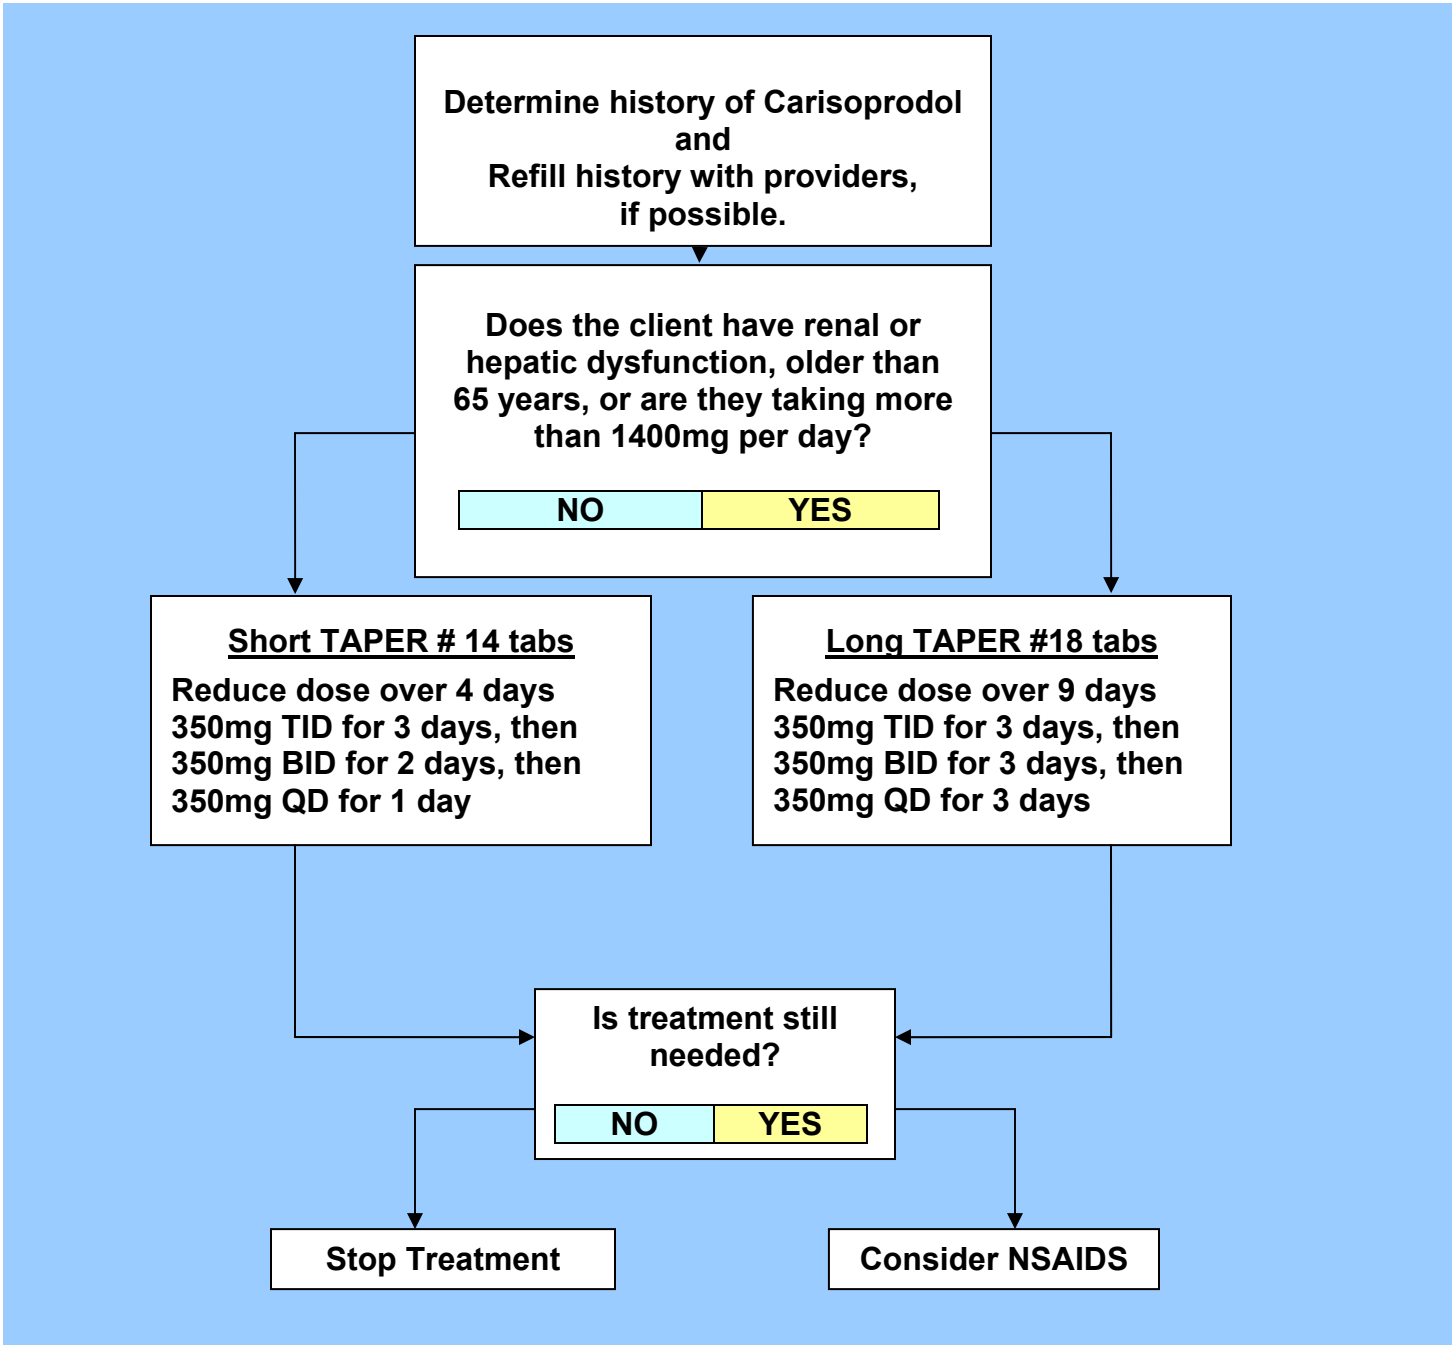 Determine history of Carisoprodol
and
Refill history with providers,
if possible.
Does the client have renal or
hepatic dysfunction, older than
65 years, or are they taking more
than 1400mg per day?
NO YES
Short TAPER # 14 tabs
Reduce dose over 4 days
350mg TID for 3 days, then
350mg BID for 2 days, then
350mg QD for 1 day
Long TAPER #18 tabs
Reduce dose over 9 days
350mg TID for 3 days, then
350mg BID for 3 days, then
350mg QD for 3 days
Is treatment still
needed?
NO YES
Stop Treatment
Consider NSAIDS